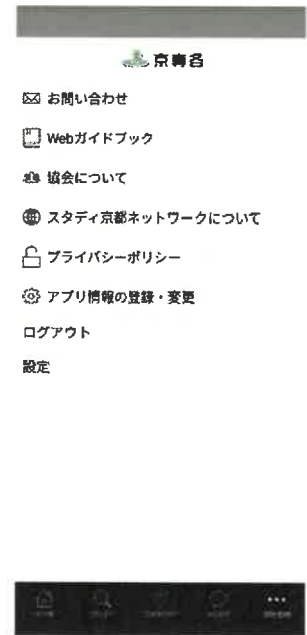 京専各
お問い合わせ
Webガイドブック
協会について
スタディ京都ネットワークについて
プライバシーポリシー
アプリ情報の登録・変更
ログアウト
設定